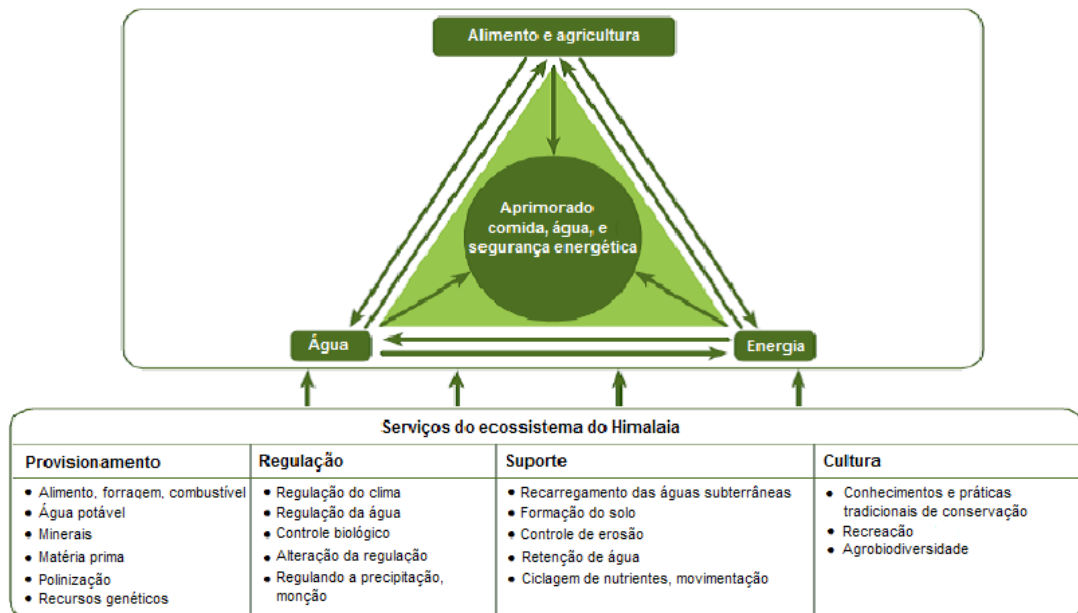 Alimento e agricultura
Aprimorado
comida, água, e
segurança energética
Água
Energia
Serviços do ecossistema do Himalaia
Provisionamento
• Alimento, forragem, combustível
• Água potável
• Minerais
• Matéria prima
• Polinização
• Recursos genéticos
Regulação
• Regulação do clima
• Regulação da água
• Controle biológico
• Alteração da regulação
• Regulando a precipitação,
monção
Suporte
• Recarregamento das águas subterrâneas
• Formação do solo
• Controle de erosão
• Retenção de água
• Ciclagem de nutrientes, movimentação
Cultura
• Conhecimentos e práticas
tradicionais de conservação
• Recreação
• Agrobiodiversidade